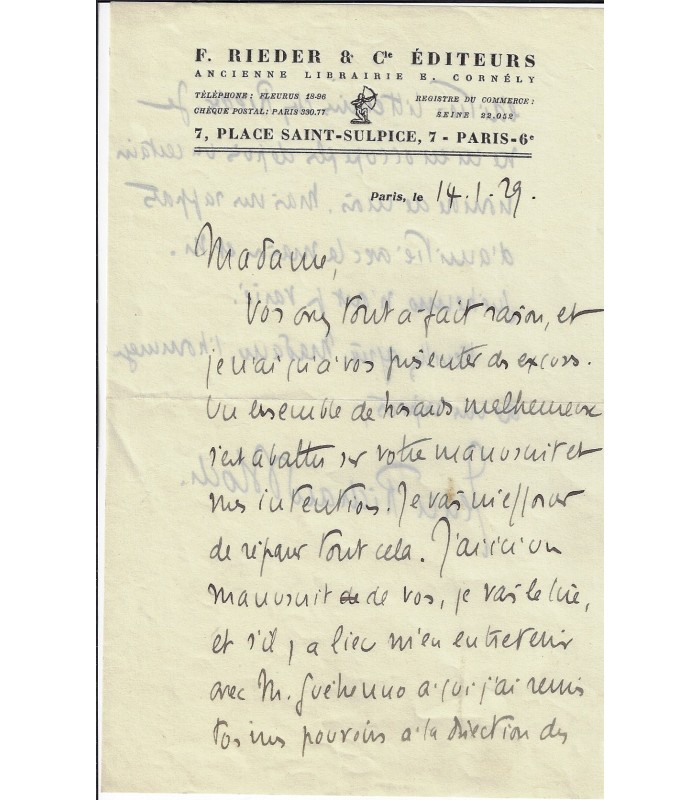 F. RIEDER & Cie ÉDITEURS
ANCIENNE LIBRAIRIE E. CORNÉLY
TÉLÉPHONE : FLEURUS 18-96
CHÈQUE POSTAL : PARIS 330.77
REGISTRE DU COMMERCE :
SEINE 22.052
7, PLACE SAINT-SULPICE, 7 - PARIS-6e
Paris, le 14.1.29.
Madame,
Vous avez tout a-fait raison, et
je n'ai qu'à vous présenter des excuses.
Un ensemble de hasards malheureux
s'est abattu sur votre manuscrit et
mes intentions. Je vais m'efforcer
de réparer tout cela. J'ai ici un
manuscrit de de vous, je vais le lire,
et s'il y a lieu m'en entretenir
avec M. Guéhenno a qui j'ai remis
tous mes pouvoirs a la direction des